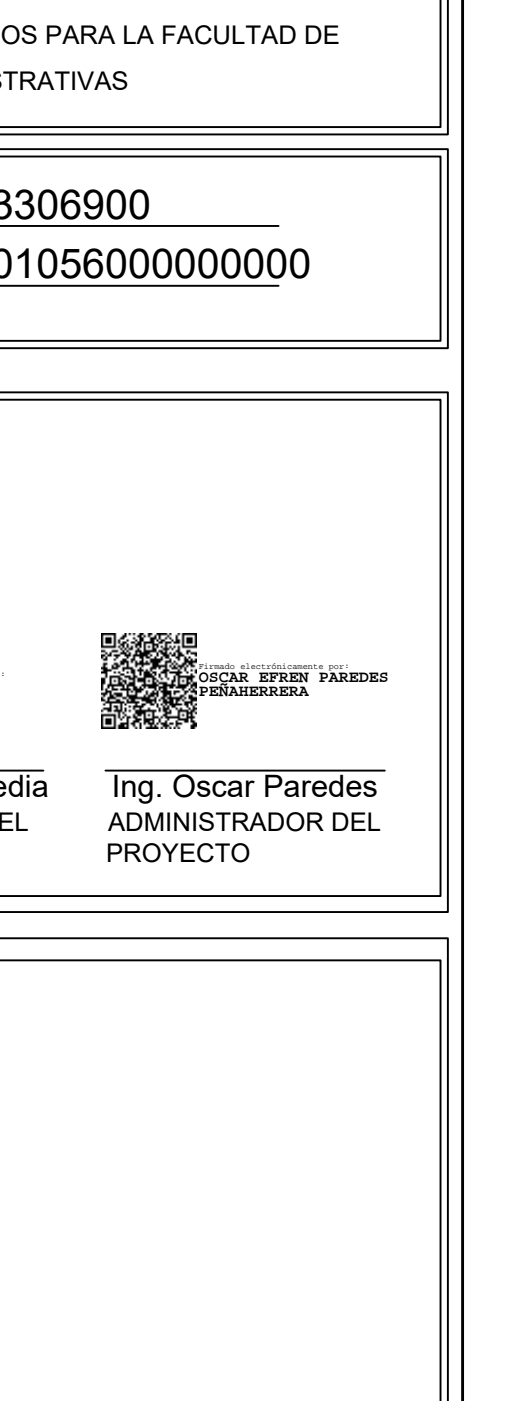 OS PARA LA FACULTAD DE
STRATIVAS
3306900
01056000000000
:
Firmado electrónicamente por:
OSCAR EFREN PAREDES
PEÑAHERRERA
edia
EL
Ing. Oscar Paredes
ADMINISTRADOR DEL
PROYECTO